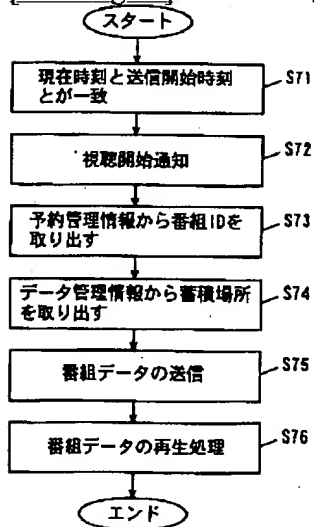 スタート
現在時刻と送信開始時刻
とが一致
S71
視聴開始通知
S72
予約管理情報から番組IDを
取り出す
S73
データ管理情報から蓄積場所
を取り出す
S74
番組データの送信
S75
番組データの再生処理
S76
エンド